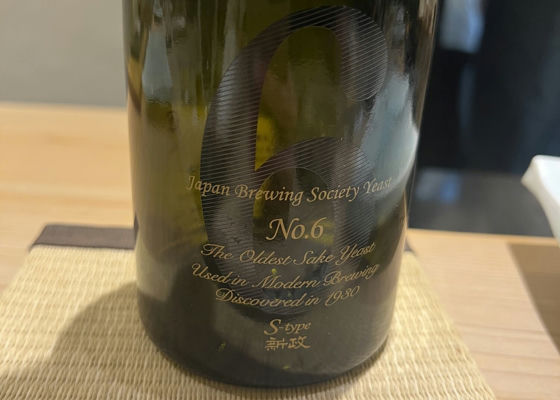 6
Japan Brewing Society Yeast
No.6
The Oldest Sake Yeast
Used in Modern Brewing
Discovered in 1930
S-type
新政